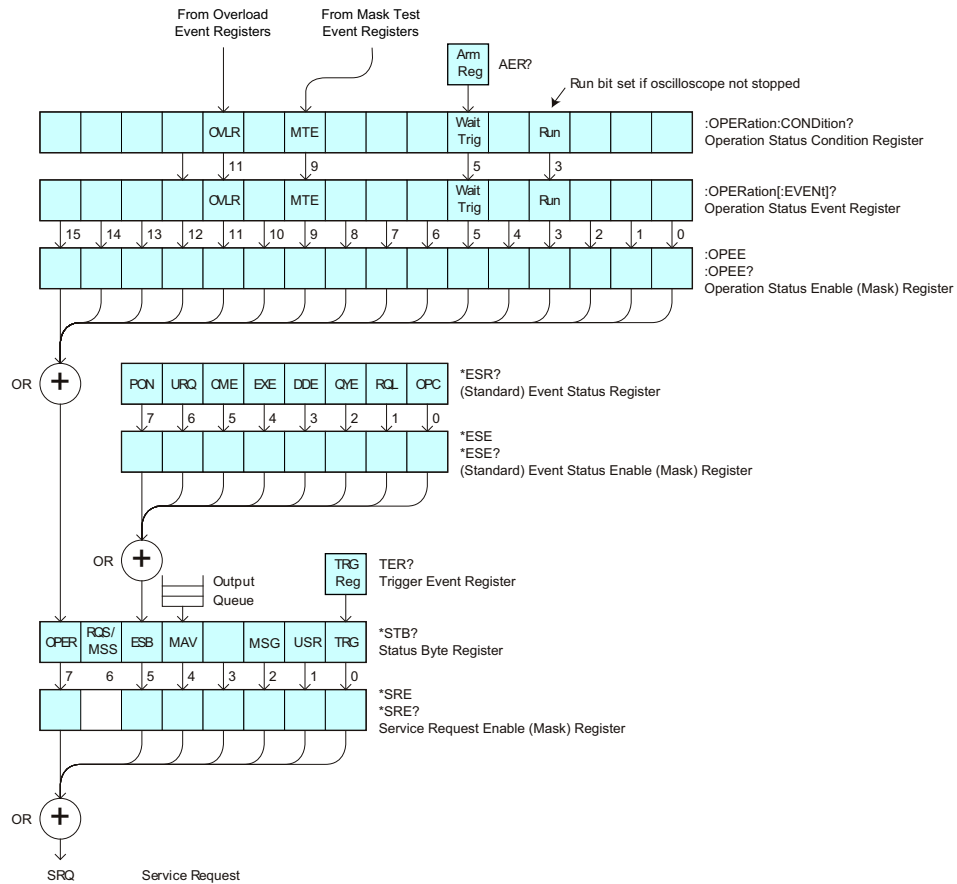 From Overload
Event Registers
From Mask Test
Event Registers
Arm
Reg
AER?
Run bit set if oscilloscope not stopped
OVLR
MTE
Wait
Trig
Run
:OPERation:CONDition?
Operation Status Condition Register
11 9 5 3
OVLR
MTE
Wait
Trig
Run
:OPERation[:EVENt]?
Operation Status Event Register
15 14 13 12 11 10 9 8 7 6 5 4 3 2 1 0
:OPEE
:OPEE?
Operation Status Enable (Mask) Register
OR +
PON URQ CME EXE DDE QYE RQL OPC
*ESR?
(Standard) Event Status Register
7 6 5 4 3 2 1 0
*ESE
*ESE?
(Standard) Event Status Enable (Mask) Register
OR +
Output
Queue
TRG
Reg
TER?
Trigger Event Register
OPER RQS/
MSS ESB MAV MSG USR TRG
*STB?
Status Byte Register
7 6 5 4 3 2 1 0
*SRE
*SRE?
Service Request Enable (Mask) Register
OR +
SRQ Service Request